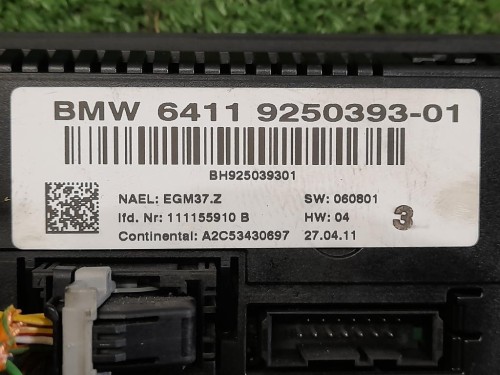 BMW 6411 9250393-01
BH925039301
NAEL: EGM37.Z SW: 060801
lfd. Nr: 111155910 B HW: 04
3
Continental: A2C53430697 27.04.11